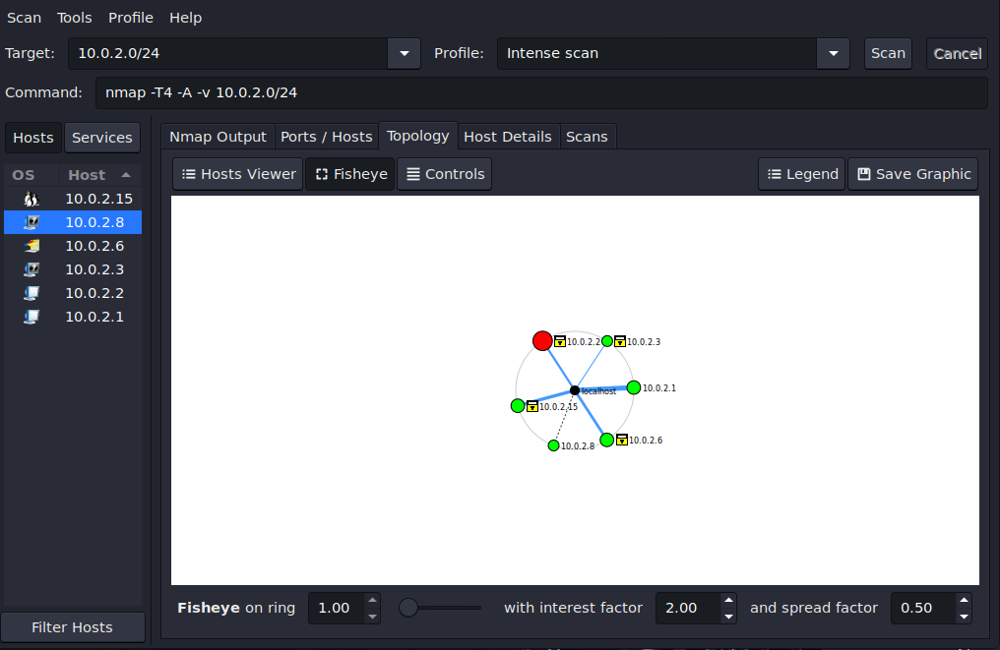 Scan Tools Profile Help
Target: 10.0.2.0/24 Profile: Intense scan Scan Cancel
Command: nmap -T4 -A -v 10.0.2.0/24
Hosts Services
Nmap Output Ports / Hosts Topology Host Details Scans
OS Host
Hosts Viewer Fisheye Controls Legend Save Graphic
10.0.2.15
10.0.2.8
10.0.2.6
10.0.2.3
10.0.2.2
10.0.2.1
10.0.2.2 10.0.2.3
localhost 10.0.2.1
10.0.2.15
10.0.2.8 10.0.2.6
Fisheye on ring 1.00 with interest factor 2.00 and spread factor 0.50
Filter Hosts